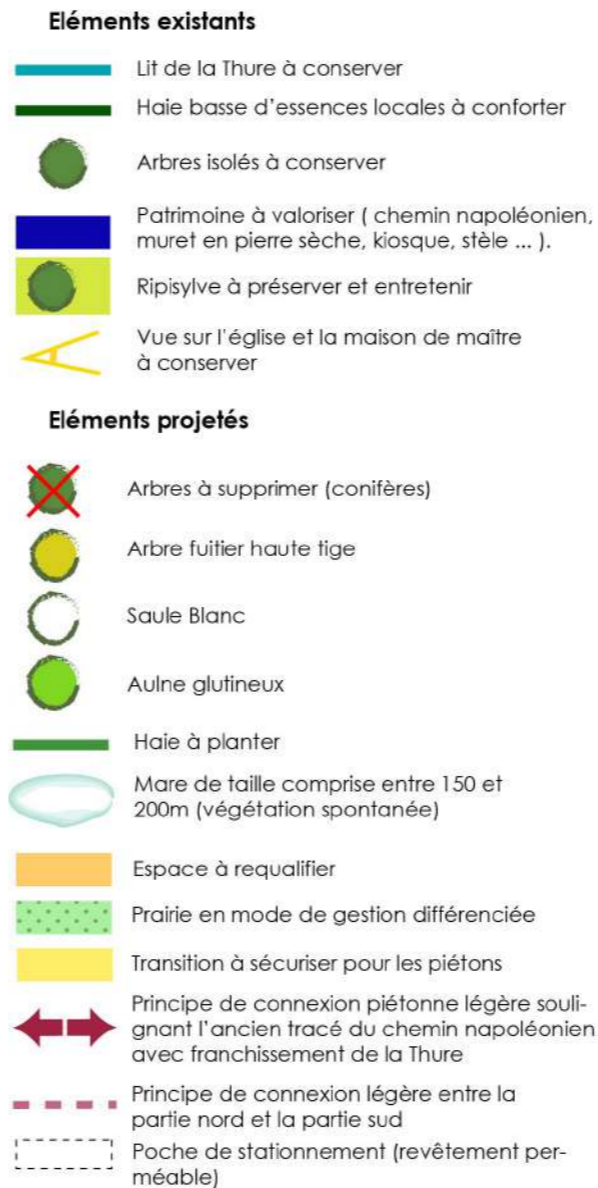 Eléments existants
Lit de la Thure à conserver
Haie basse d'essences locales à conforter
Arbres isolés à conserver
Patrimoine à valoriser ( chemin napoléonien,
muret en pierre sèche, kiosque, stèle ... ).
Ripisylve à préserver et entretenir
Vue sur l'église et la maison de maître
à conserver
Eléments projetés
Arbres à supprimer (conifères)
Arbre fuitier haute tige
Saule Blanc
Aulne glutineux
Haie à planter
Mare de taille comprise entre 150 et
200m (végétation spontanée)
Espace à requalifier
Prairie en mode de gestion différenciée
Transition à sécuriser pour les piétons
Principe de connexion piétonne légère souli-
gnant l'ancien tracé du chemin napoléonien
avec franchissement de la Thure
Principe de connexion légère entre la
partie nord et la partie sud
Poche de stationnement (revêtement per-
méable)